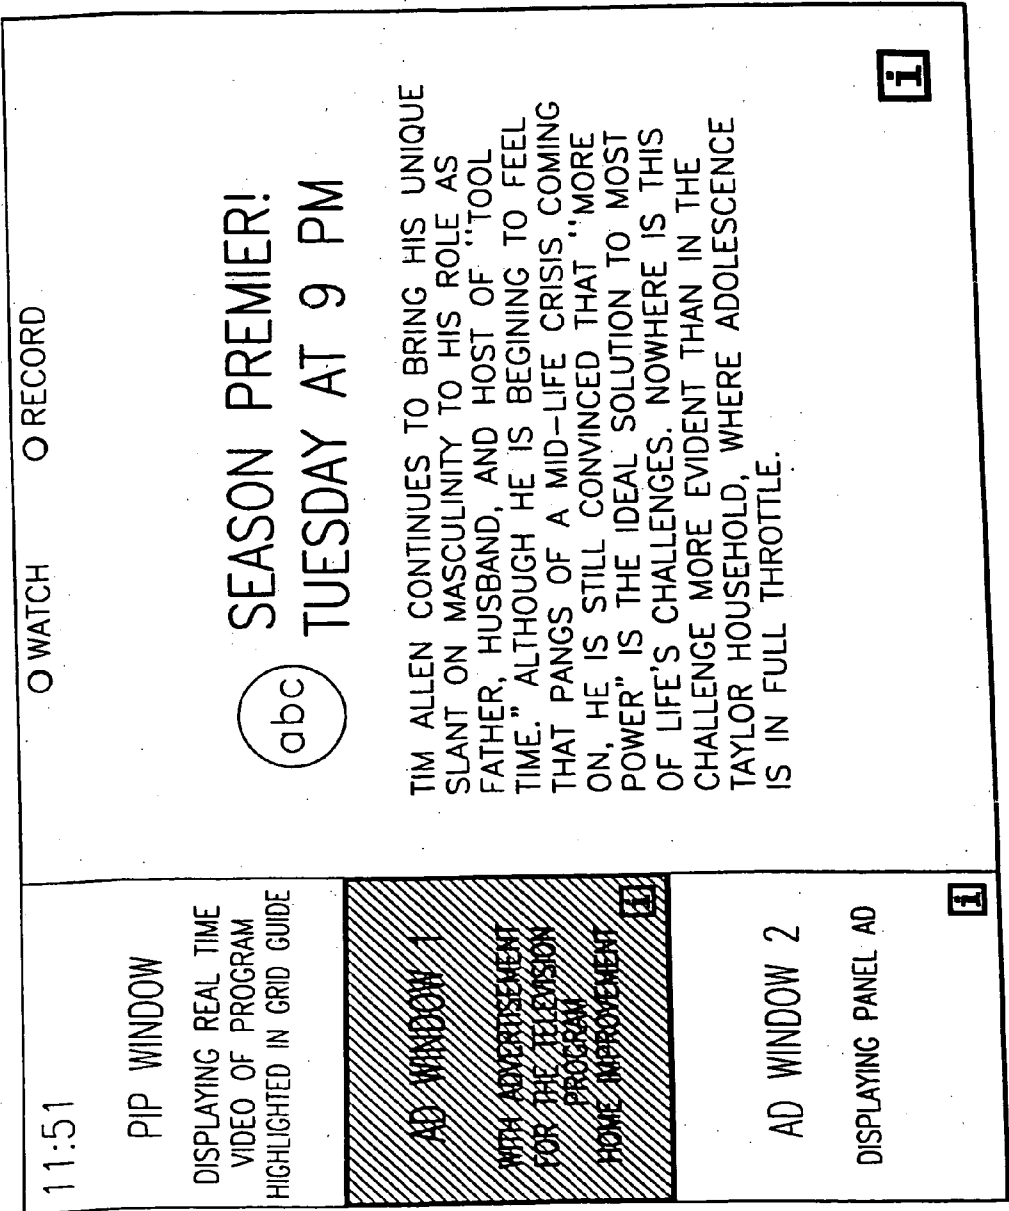 11:51
PIP WINDOW
DISPLAYING REAL TIME
VIDEO OF PROGRAM
HIGHLIGHTED IN GRID GUIDE
AD WINDOW 1
WITH ADVERTISEMENT
FOR THE TELEVISION
PROGRAM
HOME IMPROVEMENT
i
AD WINDOW 2
DISPLAYING PANEL AD
i
O WATCH
O RECORD
abc
SEASON PREMIER!
TUESDAY AT 9 PM
TIM ALLEN CONTINUES TO BRING HIS UNIQUE
SLANT ON MASCULINITY TO HIS ROLE AS
FATHER, HUSBAND, AND HOST OF ''TOOL
TIME." ALTHOUGH HE IS BEGINING TO FEEL
THAT PANGS OF A MID-LIFE CRISIS COMING
ON, HE IS STILL CONVINCED THAT ''MORE
POWER" IS THE IDEAL SOLUTION TO MOST
OF LIFE'S CHALLENGES. NOWHERE IS THIS
CHALLENGE MORE EVIDENT THAN IN THE
TAYLOR HOUSEHOLD, WHERE ADOLESCENCE
IS IN FULL THROTTLE.
i